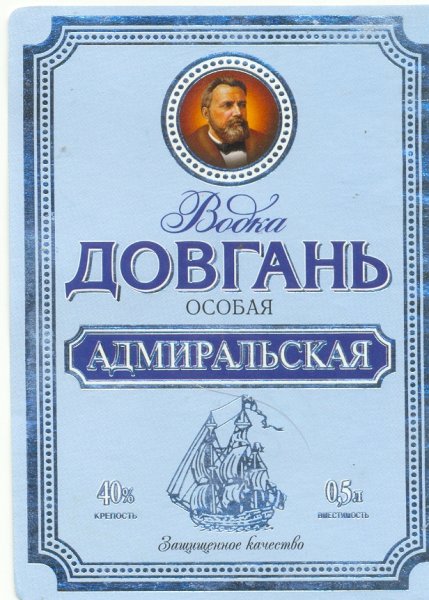 Водка
ДОВГАНЬ
ОСОБАЯ
АДМИРАЛЬСКАЯ
40%
КРЕПОСТЬ
0,5л
ВМЕСТИМОСТЬ
Защищенное качество